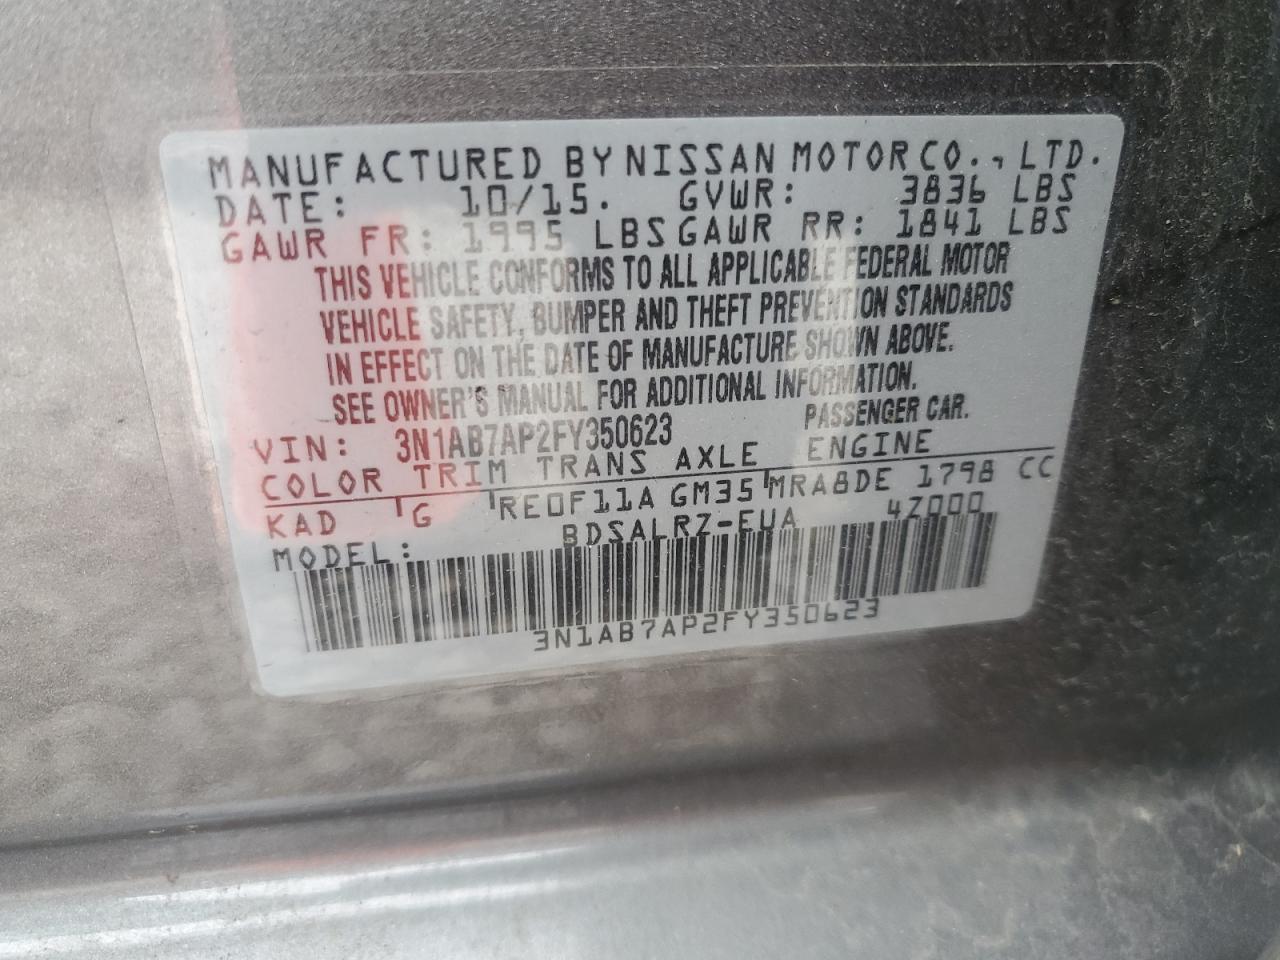 MANUFACTURED BY NISSAN MOTOR CO., LTD.
DATE: 10/15. GVWR: 3836 LBS
GAWR FR: 1995 LBS GAWR RR: 1841 LBS
THIS VEHICLE CONFORMS TO ALL APPLICABLE FEDERAL MOTOR
VEHICLE SAFETY, BUMPER AND THEFT PREVENTION STANDARDS
IN EFFECT ON THE DATE OF MANUFACTURE SHOWN ABOVE.
SEE OWNER'S MANUAL FOR ADDITIONAL INFORMATION.
VIN: 3N1AB7AP2FY350623 PASSENGER CAR.
COLOR TRIM TRANS AXLE ENGINE
KAD G RE0F11A GM35 MRA8DE 1798 CC
MODEL: BDSALRZ-EUA 4Z000
3N1AB7AP2FY350623